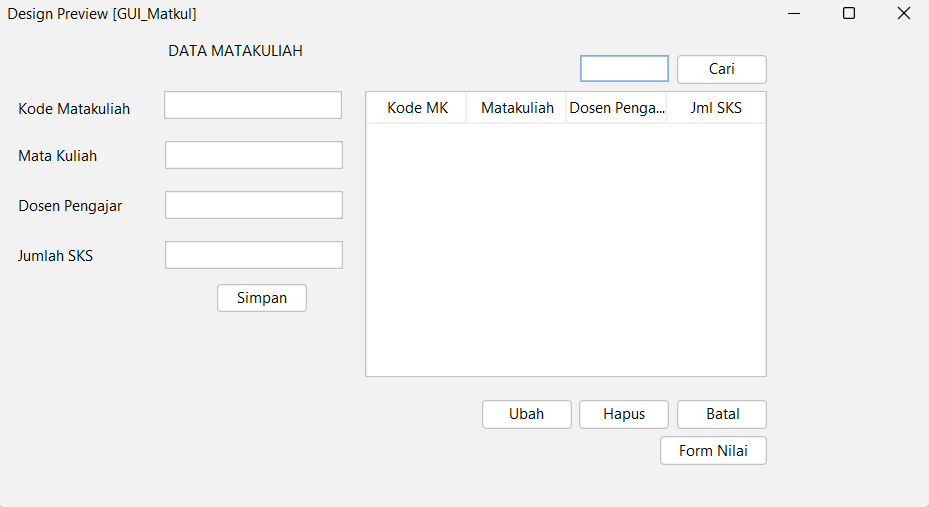 Design Preview [GUI_Matkul]
DATA MATAKULIAH
Cari
Kode Matakuliah
Kode MK Matakuliah Dosen Penga... Jml SKS
Mata Kuliah
Dosen Pengajar
Jumlah SKS
Simpan
Ubah Hapus Batal
Form Nilai